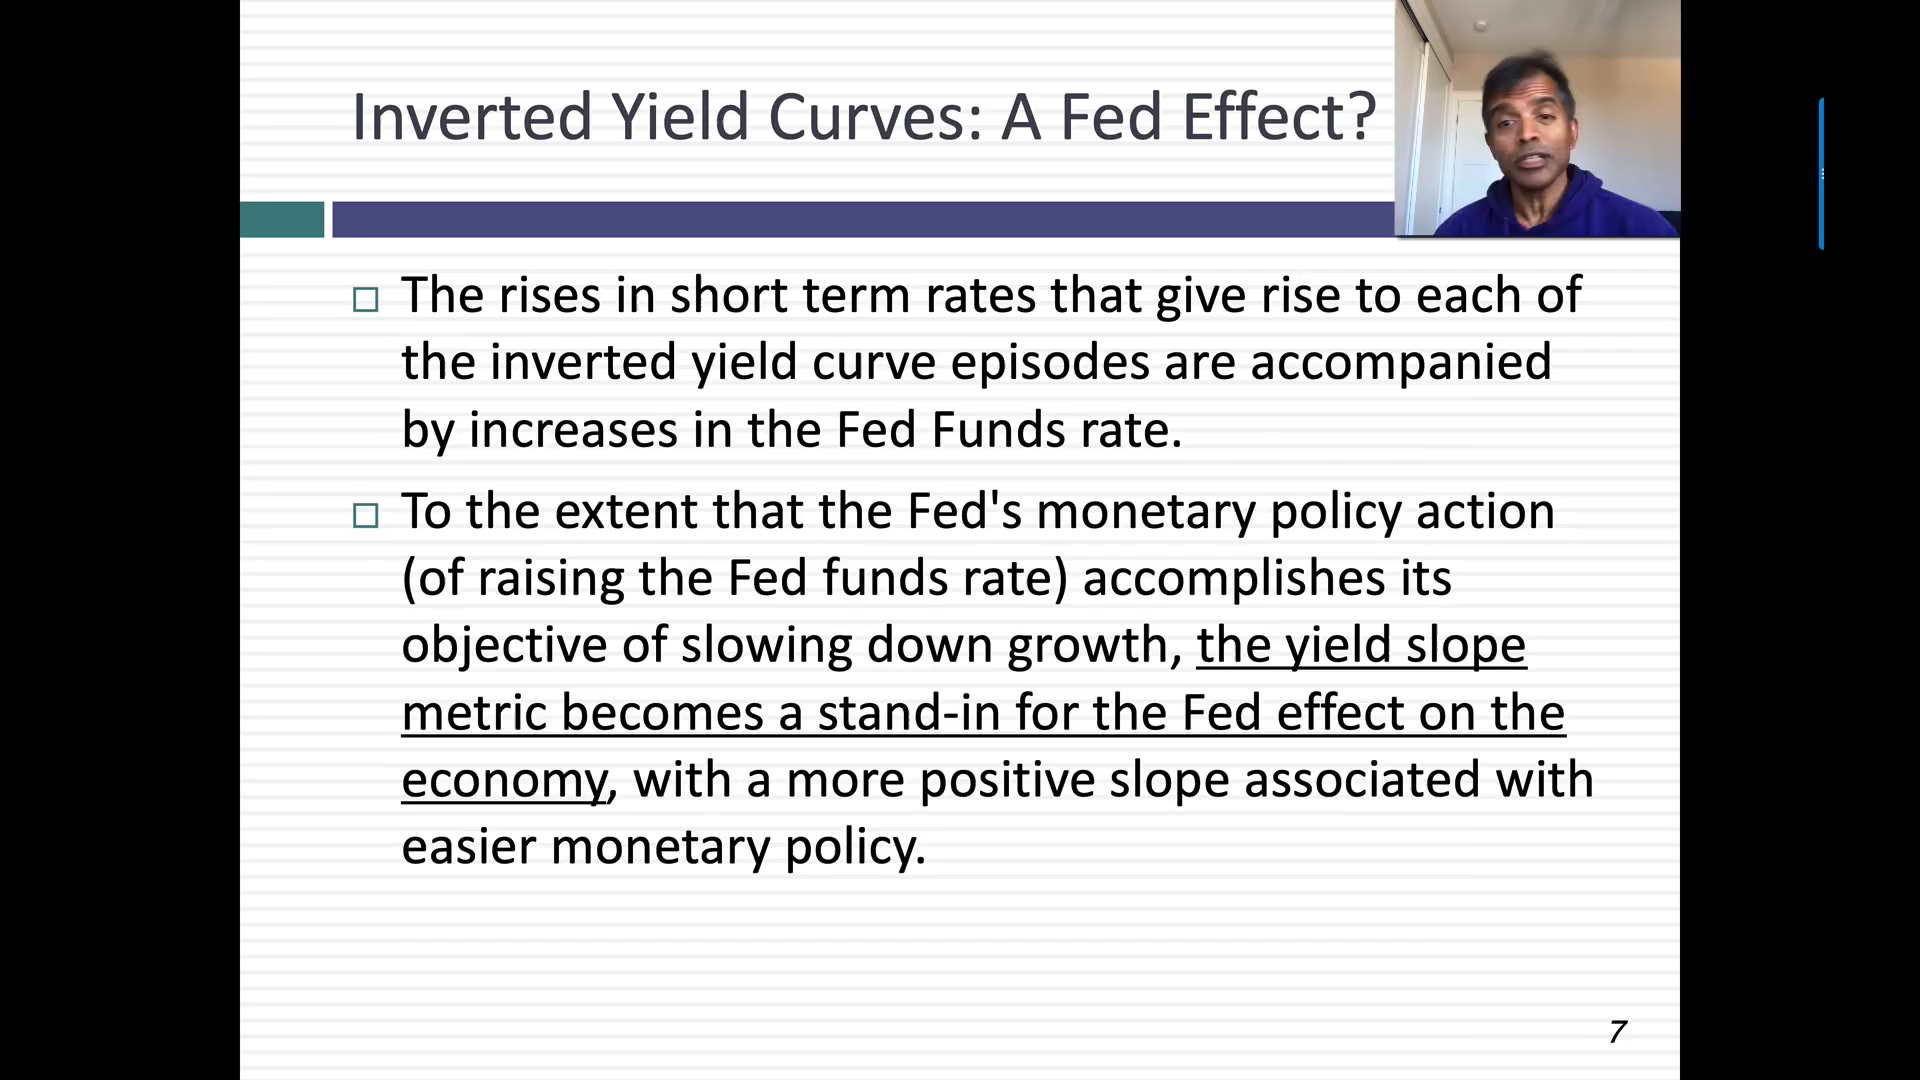 Inverted Yield Curves: A Fed Effect?
The rises in short term rates that give rise to each of
the inverted yield curve episodes are accompanied
by increases in the Fed Funds rate.
To the extent that the Fed's monetary policy action
(of raising the Fed funds rate) accomplishes its
objective of slowing down growth, the yield slope
metric becomes a stand-in for the Fed effect on the
economy, with a more positive slope associated with
easier monetary policy.
7